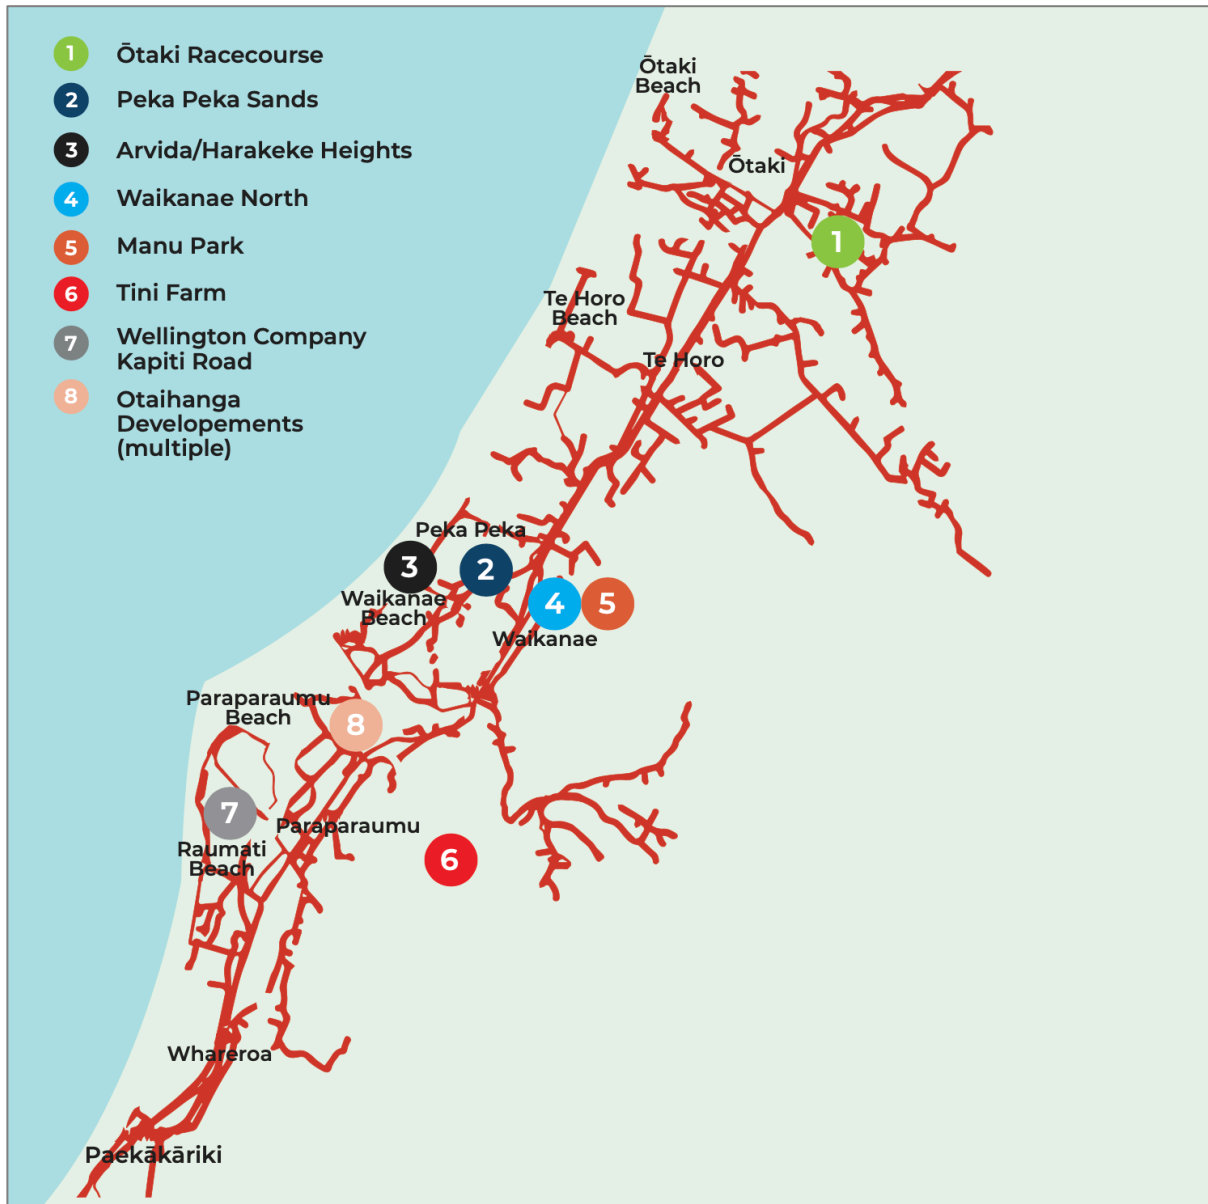 1 Ōtaki Racecourse
2 Peka Peka Sands
3 Arvida/Harakeke Heights
4 Waikanae North
5 Manu Park
6 Tini Farm
7 Wellington Company
Kapiti Road
8 Otaihanga
Developements
(multiple)
Ōtaki
Beach
Ōtaki
1
Te Horo
Beach
Te Horo
Peka Peka
3
2
Waikanae
Beach
4
5
Waikanae
Paraparaumu
Beach
8
7
Paraparaumu
Raumati
Beach
6
Whareroa
Paekākāriki